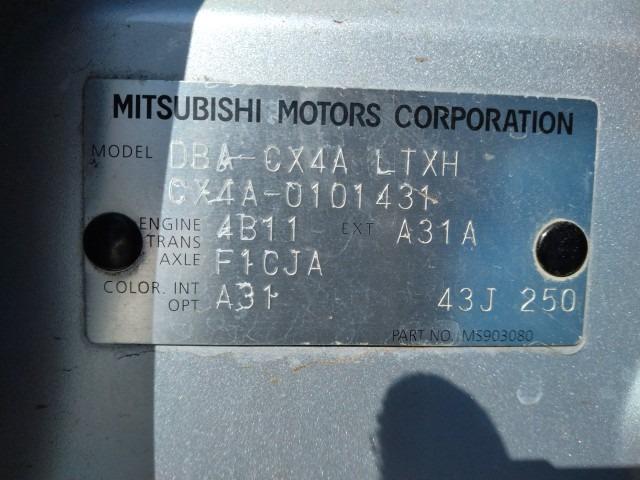 MITSUBISHI MOTORS CORPORATION
MODEL DBA-CX4A LTXH
CX4A-0101431
ENGINE 4B11 EXT A31A
TRANS
AXLE F1CJA
COLOR. INT A31 43J 250
OPT
PART NO. MS903080